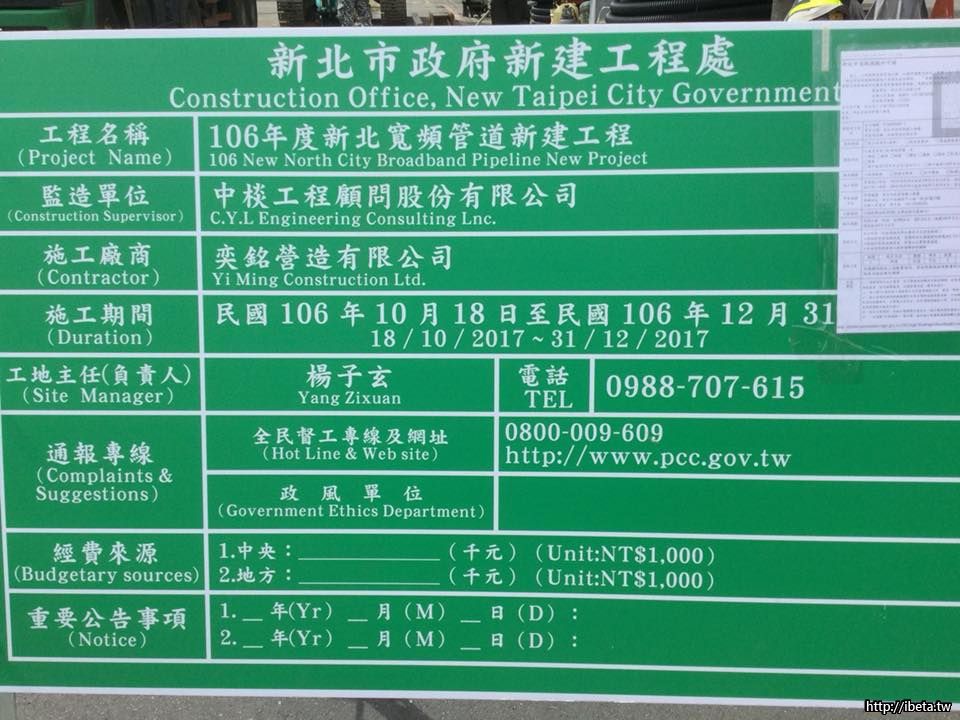 新北市政府新建工程處
Construction Office, New Taipei City Government
工程名稱
(Project Name)
106年度新北寬頻管道新建工程
106 New North City Broadband Pipeline New Project
監造單位
(Construction Supervisor)
中棪工程顧問股份有限公司
C.Y.L Engineering Consulting Lnc.
施工廠商
(Contractor)
奕銘營造有限公司
Yi Ming Construction Ltd.
施工期間
(Duration)
民國 106 年 10 月 18 日至民國 106 年 12 月 31
18 / 10 / 2017 ~ 31 / 12 / 2017
工地主任(負責人)
(Site Manager)
楊子玄
Yang Zixuan
電話
TEL
0988-707-615
通報專線
(Complaints &
Suggestions)
全民督工專線及網址
(Hot Line & Web site)
0800-009-609
http://www.pcc.gov.tw
政風單位
(Government Ethics Department)
經費來源
(Budgetary sources)
1.中央：____________（千元）(Unit:NT$1,000)
2.地方：____________（千元）(Unit:NT$1,000)
重要公告事項
(Notice)
1. __ 年(Yr) __ 月 (M) __ 日 (D)：
2. __ 年(Yr) __ 月 (M) __ 日 (D)：
http://ibeta.tw